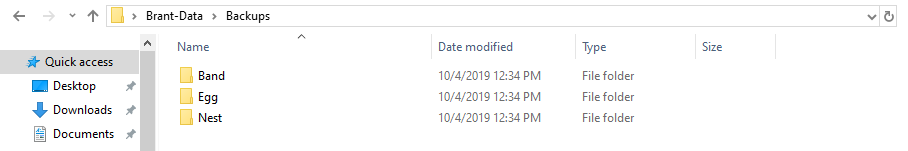 Brant-Data > Backups
Name Date modified Type Size
Quick access
Desktop
Downloads
Documents
Band 10/4/2019 12:34 PM File folder
Egg 10/4/2019 12:34 PM File folder
Nest 10/4/2019 12:34 PM File folder